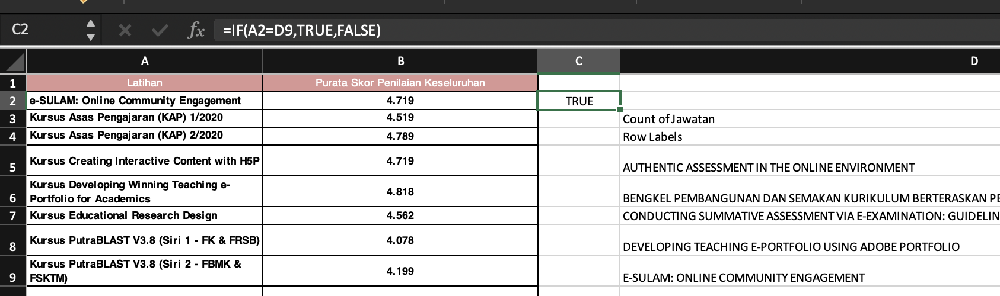 C2 fx =IF(A2=D9,TRUE,FALSE)
A B C D
1 Latihan Purata Skor Penilaian Keseluruhan
2 e-SULAM: Online Community Engagement 4.719 TRUE
3 Kursus Asas Pengajaran (KAP) 1/2020 4.519 Count of Jawatan
4 Kursus Asas Pengajaran (KAP) 2/2020 4.789 Row Labels
5 Kursus Creating Interactive Content with H5P 4.719 AUTHENTIC ASSESSMENT IN THE ONLINE ENVIRONMENT
Kursus Developing Winning Teaching e-
6 Portfolio for Academics 4.818 BENGKEL PEMBANGUNAN DAN SEMAKAN KURIKULUM BERTERASKAN
7 Kursus Educational Research Design 4.562 CONDUCTING SUMMATIVE ASSESSMENT VIA E-EXAMINATION: GUIDELIN
8 Kursus PutraBLAST V3.8 (Siri 1 - FK & FRSB) 4.078 DEVELOPING TEACHING E-PORTFOLIO USING ADOBE PORTFOLIO
Kursus PutraBLAST V3.8 (Siri 2 - FBMK &
9 FSKTM) 4.199 E-SULAM: ONLINE COMMUNITY ENGAGEMENT